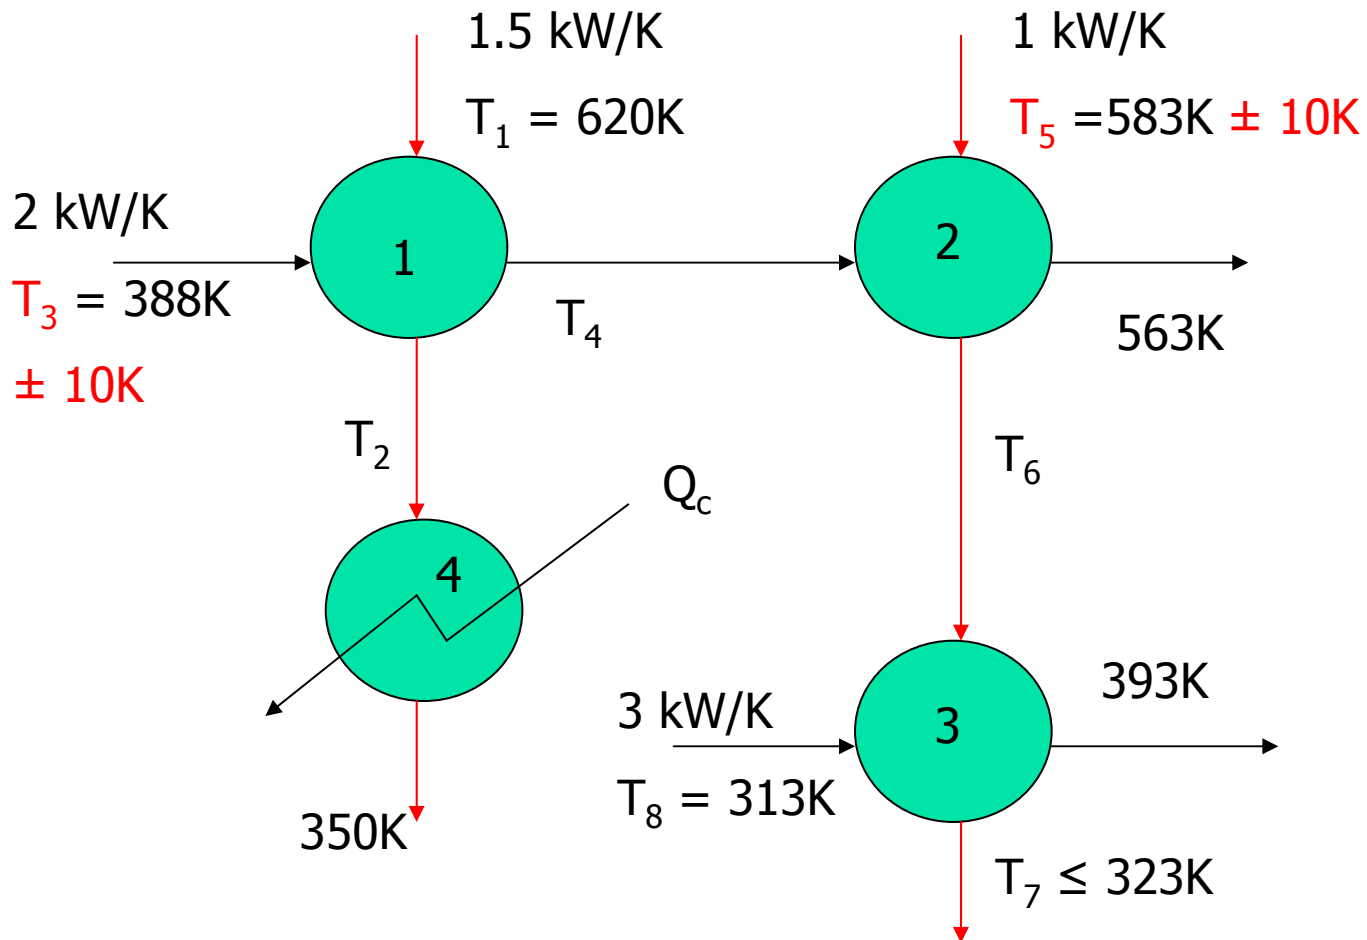 1.5 kW/K
T₁ = 620K
1 kW/K
T₅ =583K ± 10K
2 kW/K
T₃ = 388K
± 10K
1
2
T₄
563K
T₂
T₆
Q꜀
4
3 kW/K
T₈ = 313K
3
393K
350K
T₇ ≤ 323K